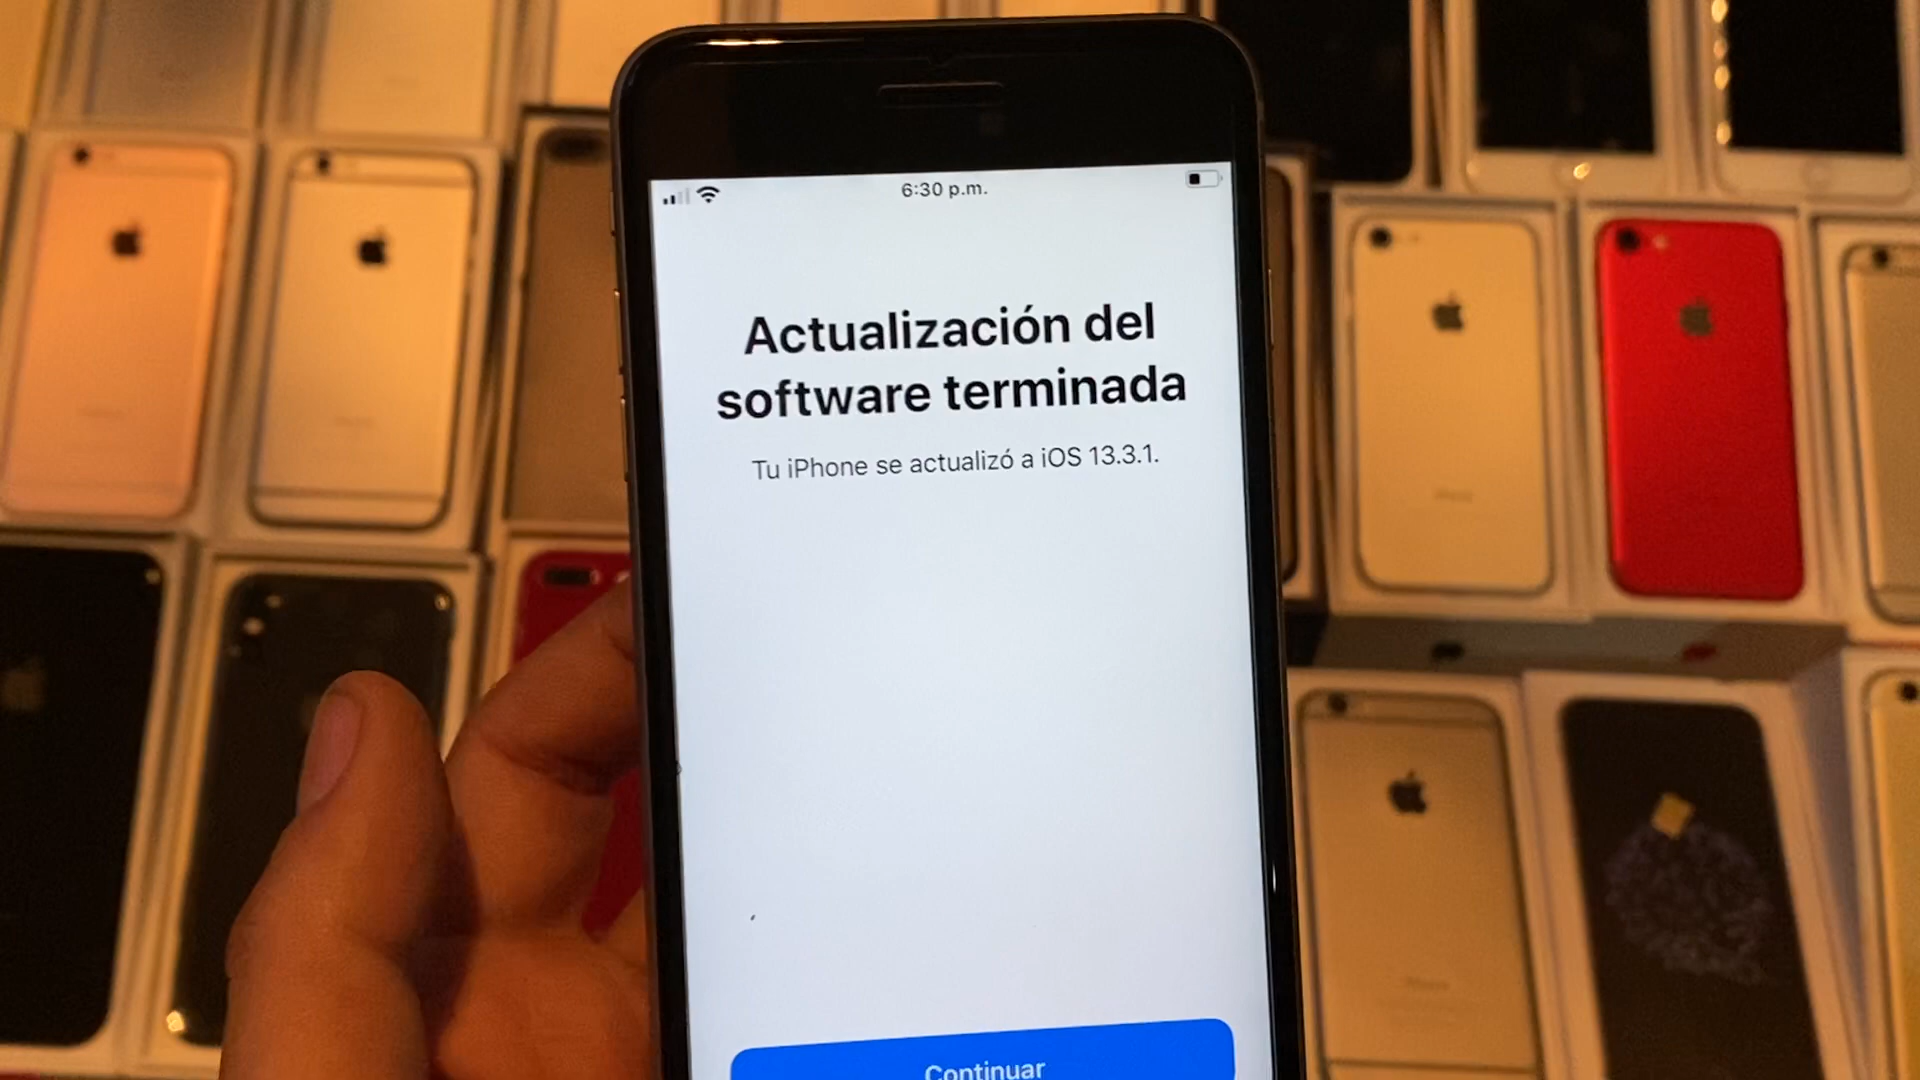 6:30 p.m.
Actualización del
software terminada
Tu iPhone se actualizó a iOS 13.3.1.
Continuar